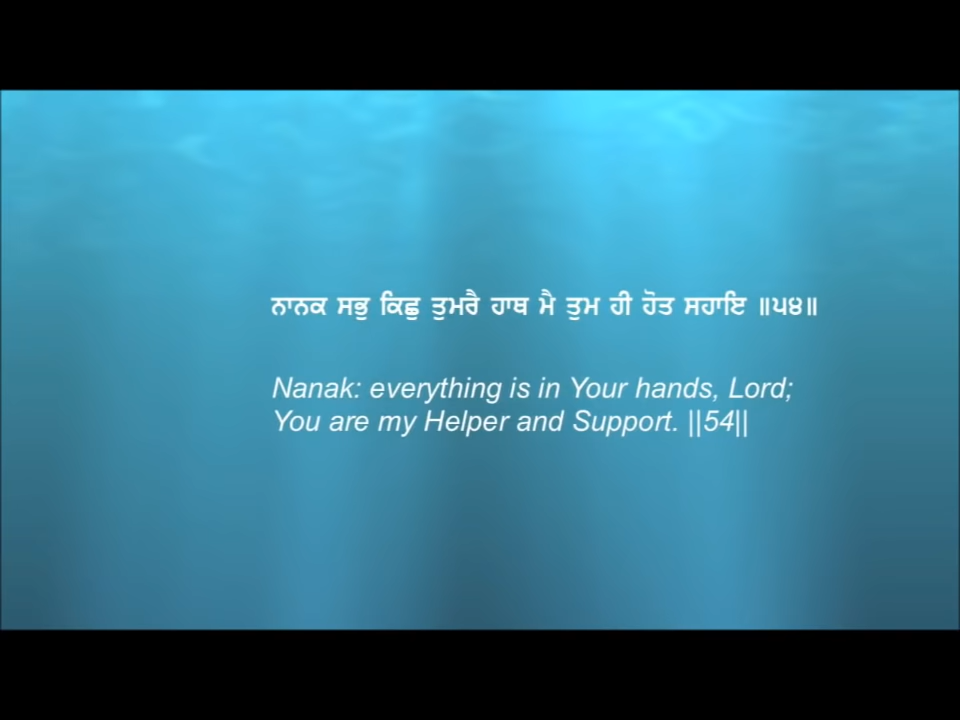 ਨਾਨਕ ਸਭੁ ਕਿਛੁ ਤੁਮਰੈ ਹਾਥ ਮੈ ਤੁਮ ਹੀ ਹੋਤ ਸਹਾਇ ॥੫੪॥
Nanak: everything is in Your hands, Lord;
You are my Helper and Support. ||54||